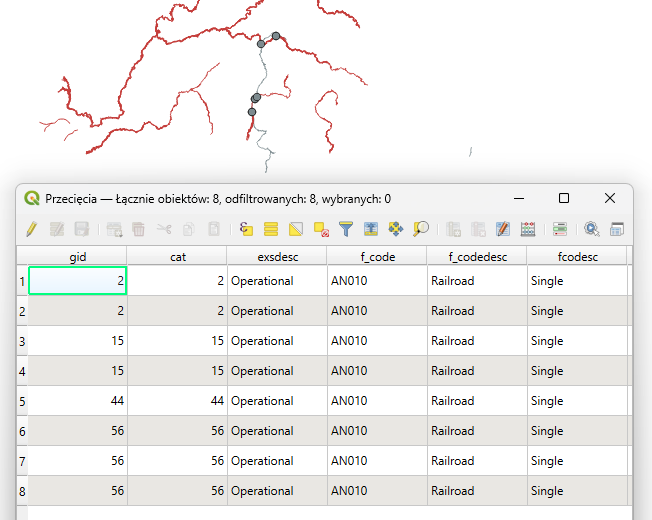 Przecięcia — Łącznie obiektów: 8, odfiltrowanych: 8, wybranych: 0
gid cat exsdesc f_code f_codedesc fcodesc
1 2 2 Operational AN010 Railroad Single
2 2 2 Operational AN010 Railroad Single
3 15 15 Operational AN010 Railroad Single
4 15 15 Operational AN010 Railroad Single
5 44 44 Operational AN010 Railroad Single
6 56 56 Operational AN010 Railroad Single
7 56 56 Operational AN010 Railroad Single
8 56 56 Operational AN010 Railroad Single